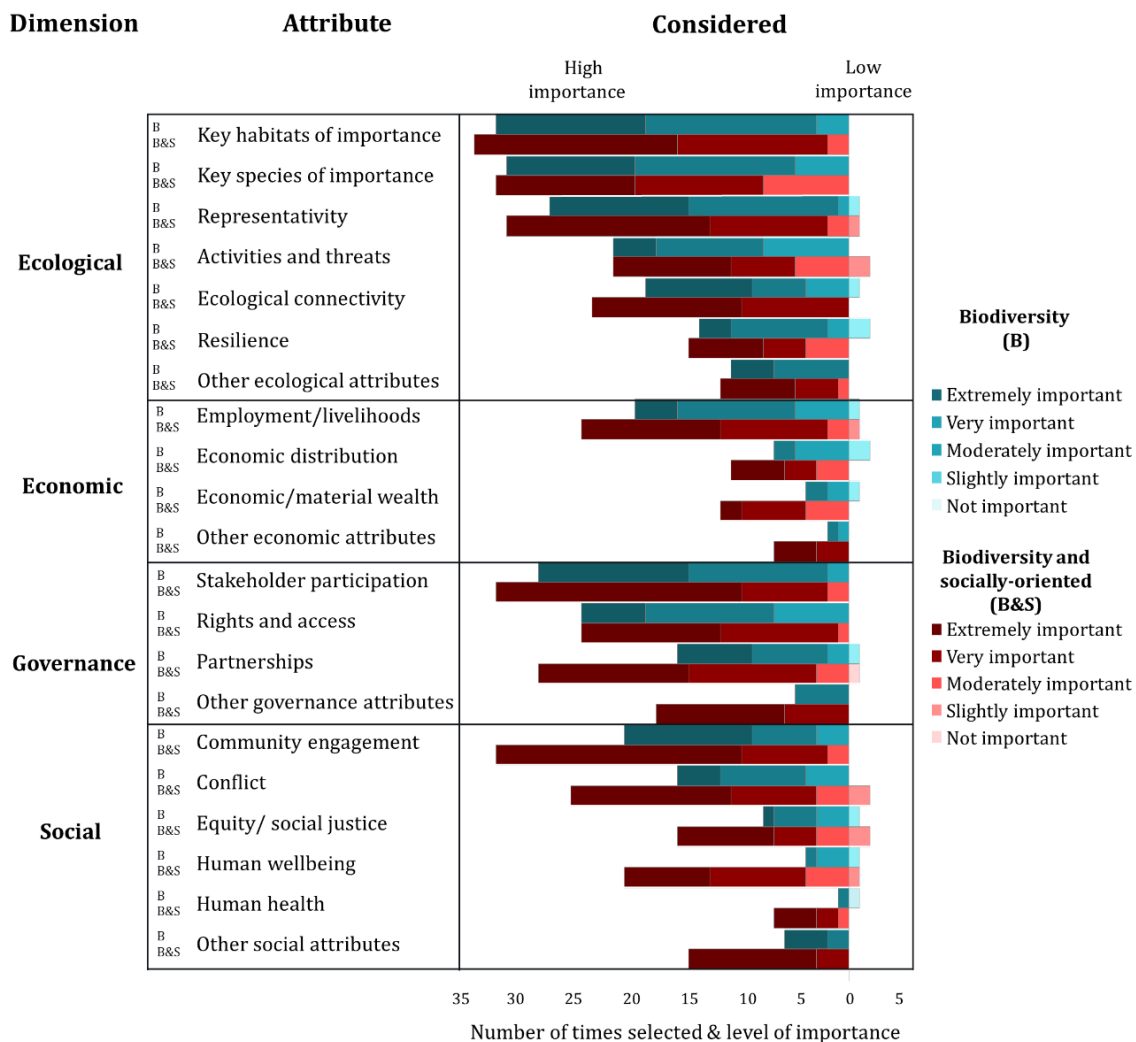 Dimension Attribute Considered
High importance
Low importance
B
B&S
Key habitats of importance
B
B&S
Key species of importance
B
B&S
Representativity
B
B&S
Activities and threats
B
B&S
Ecological connectivity
B
B&S
Resilience
B
B&S
Other ecological attributes
Ecological
B
B&S
Employment/livelihoods
B
B&S
Economic distribution
B
B&S
Economic/material wealth
B
B&S
Other economic attributes
Economic
B
B&S
Stakeholder participation
B
B&S
Rights and access
B
B&S
Partnerships
B
B&S
Other governance attributes
Governance
B
B&S
Community engagement
B
B&S
Conflict
B
B&S
Equity/ social justice
B
B&S
Human wellbeing
B
B&S
Human health
B
B&S
Other social attributes
Social
35 30 25 20 15 10 5 0 5
Number of times selected & level of importance
Biodiversity
(B)
Extremely important
Very important
Moderately important
Slightly important
Not important
Biodiversity and
socially-oriented
(B&S)
Extremely important
Very important
Moderately important
Slightly important
Not important